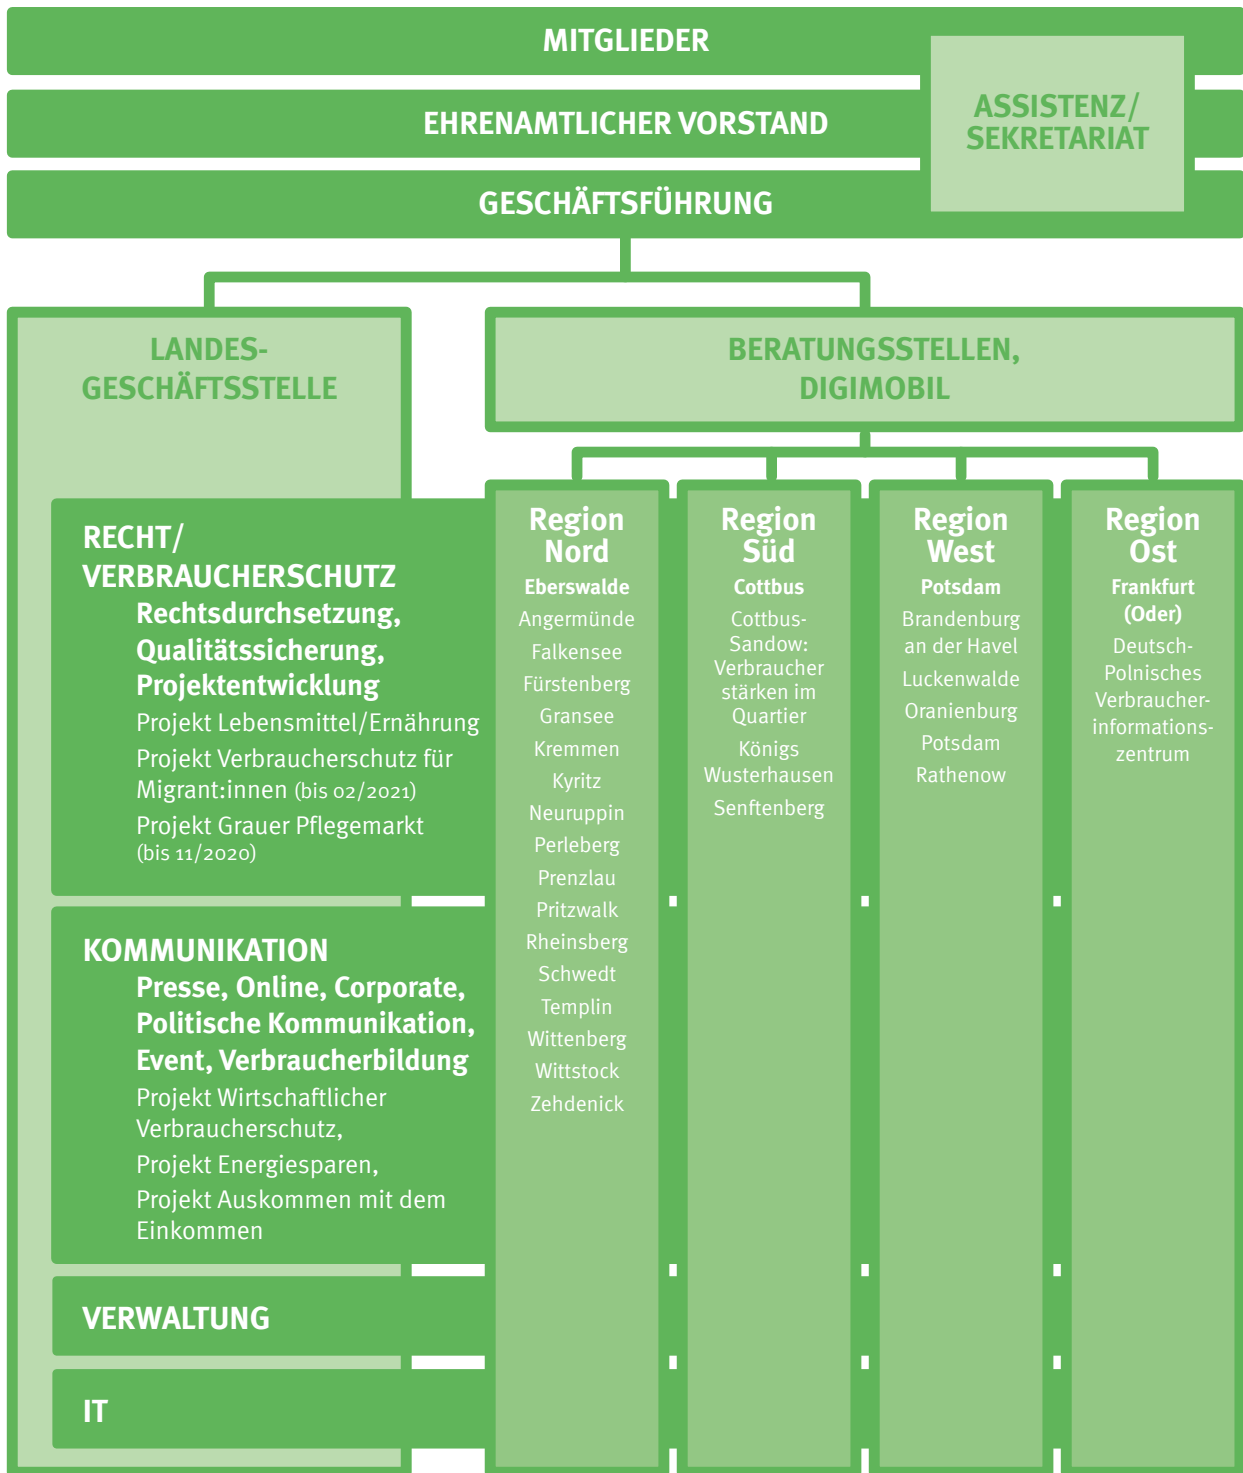 MITGLIEDER
EHRENAMTLICHER VORSTAND
GESCHÄFTSFÜHRUNG
ASSISTENZ/
SEKRETARIAT
LANDES-
GESCHÄFTSSTELLE
RECHT/
VERBRAUCHERSCHUTZ
Rechtsdurchsetzung,
Qualitätssicherung,
Projektentwicklung
Projekt Lebensmittel/Ernährung
Projekt Verbraucherschutz für
Migrant:innen (bis 02/2021)
Projekt Grauer Pflegemarkt
(bis 11/2020)
KOMMUNIKATION
Presse, Online, Corporate,
Politische Kommunikation,
Event, Verbraucherbildung
Projekt Wirtschaftlicher
Verbraucherschutz,
Projekt Energiesparen,
Projekt Auskommen mit dem
Einkommen
VERWALTUNG
IT
BERATUNGSSTELLEN,
DIGIMOBIL
Region
Nord
Eberswalde
Angermünde
Falkensee
Fürstenberg
Gransee
Kremmen
Kyritz
Neuruppin
Perleberg
Prenzlau
Pritzwalk
Rheinsberg
Schwedt
Templin
Wittenberg
Wittstock
Zehdenick
Region
Süd
Cottbus
Cottbus-
Sandow:
Verbraucher
stärken im
Quartier
Königs
Wusterhausen
Senftenberg
Region
West
Potsdam
Brandenburg
an der Havel
Luckenwalde
Oranienburg
Potsdam
Rathenow
Region
Ost
Frankfurt
(Oder)
Deutsch-
Polnisches
Verbraucher-
informations-
zentrum